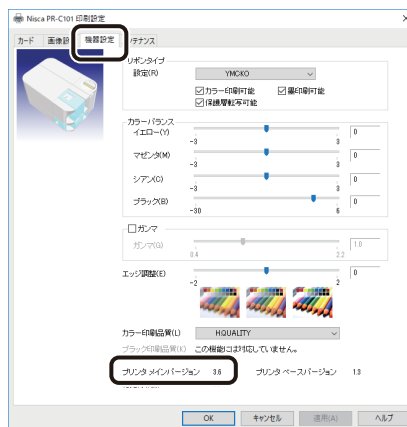 Nisca PR-C101 印刷設定
カード 画像設 機器設定 テナンス
リボンタイプ
設定(R) YMCKO
カラー印刷可能 墨印刷可能
保護層転写可能
カラーバランス
イエロー(Y) 0
-3 3
マゼンタ(M) 0
-3 3
シアン(C) 0
-3 3
ブラック(B) 0
-30 6
ガンマ
ガンマ(G) 1.0
0.4 2.2
エッジ調整(E) 0
-2 2
カラー印刷品質(L) H.QUALITY
ブラック印刷品質(K) この機能には対応していません。
プリンタ メインバージョン 3.6 プリンタ ベースバージョン 1.3
OK キャンセル 適用(A) ヘルプ